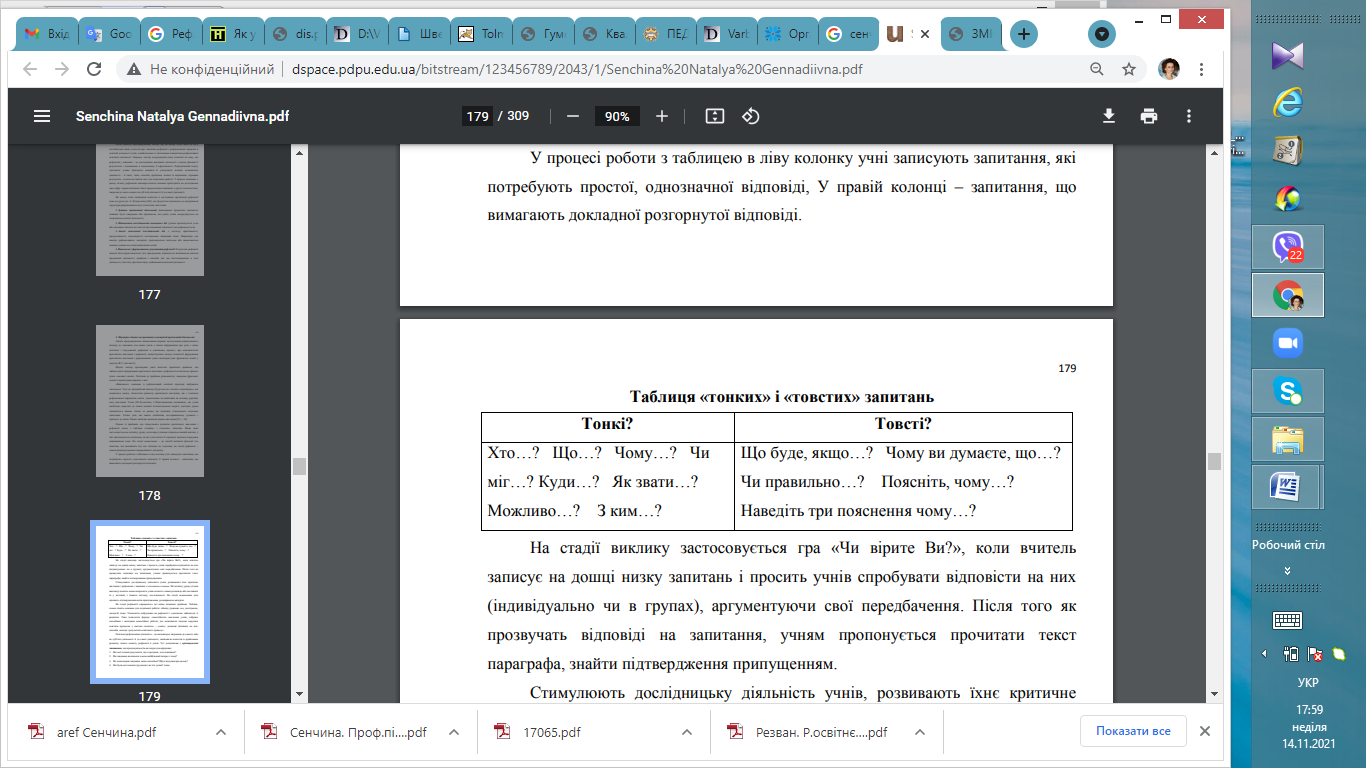 Вхід
Goo
Реф
Як у
dis.p
D:\V
Шве
ToIn
Гум
Ква
ПЕД
Vart
Орг
сен
ЗМІ
Не конфіденційний | dspace.pdpu.edu.ua/bitstream/123456789/2043/1/Senchina%20Natalya%20Gennadiivna.pdf
Senchina Natalya Gennadiivna.pdf
179 / 309
90%
177
178
179
У процесі роботи з таблицею в ліву колонку учні записують запитання, які
потребують простої, однозначної відповіді, У правій колонці – запитання, що
вимагають докладної розгорнутої відповіді.
179
Таблиця «тонких» і «товстих» запитань
Тонкі?
Товсті?
Хто…? Що…? Чому…? Чи
міг…? Куди…? Як звати…?
Можливо…? З ким…?
Що буде, якщо…? Чому ви думаєте, що…?
Чи правильно…? Поясніть, чому…?
Наведіть три пояснення чому…?
На стадії виклику застосовується гра «Чи вірите Ви?», коли вчитель
записує на дошці низку запитань і просить учнів спробувати відповісти на них
(індивідуально чи в групах), аргументуючи свої передбачення. Після того як
прозвучать відповіді на запитання, учням пропонується прочитати текст
параграфа, знайти підтвердження припущенням.
Стимулюють дослідницьку діяльність учнів, розвивають їхнє критичне
aref Сенчина.pdf
Сенчина. Проф.пі....pdf
17065.pdf
Резван. Р.освітнє....pdf
Показати все
22
Робочий стіл
УКР
17:59
неділя
14.11.2021